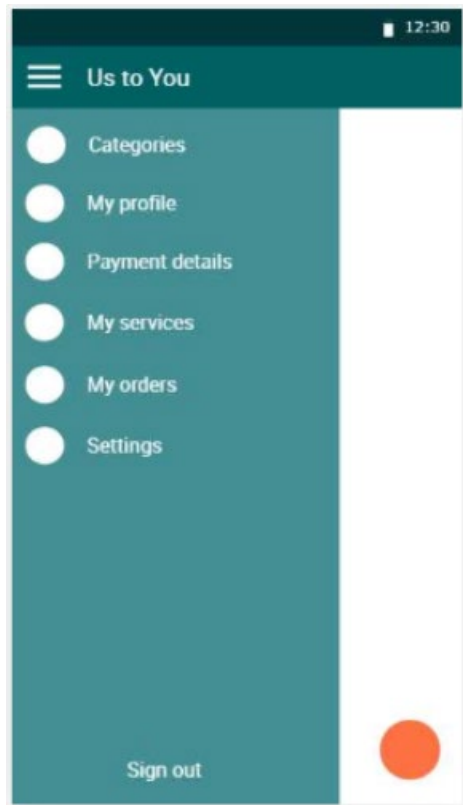 12:30
Us to You
Categories
My profile
Payment details
My services
My orders
Settings
Sign out